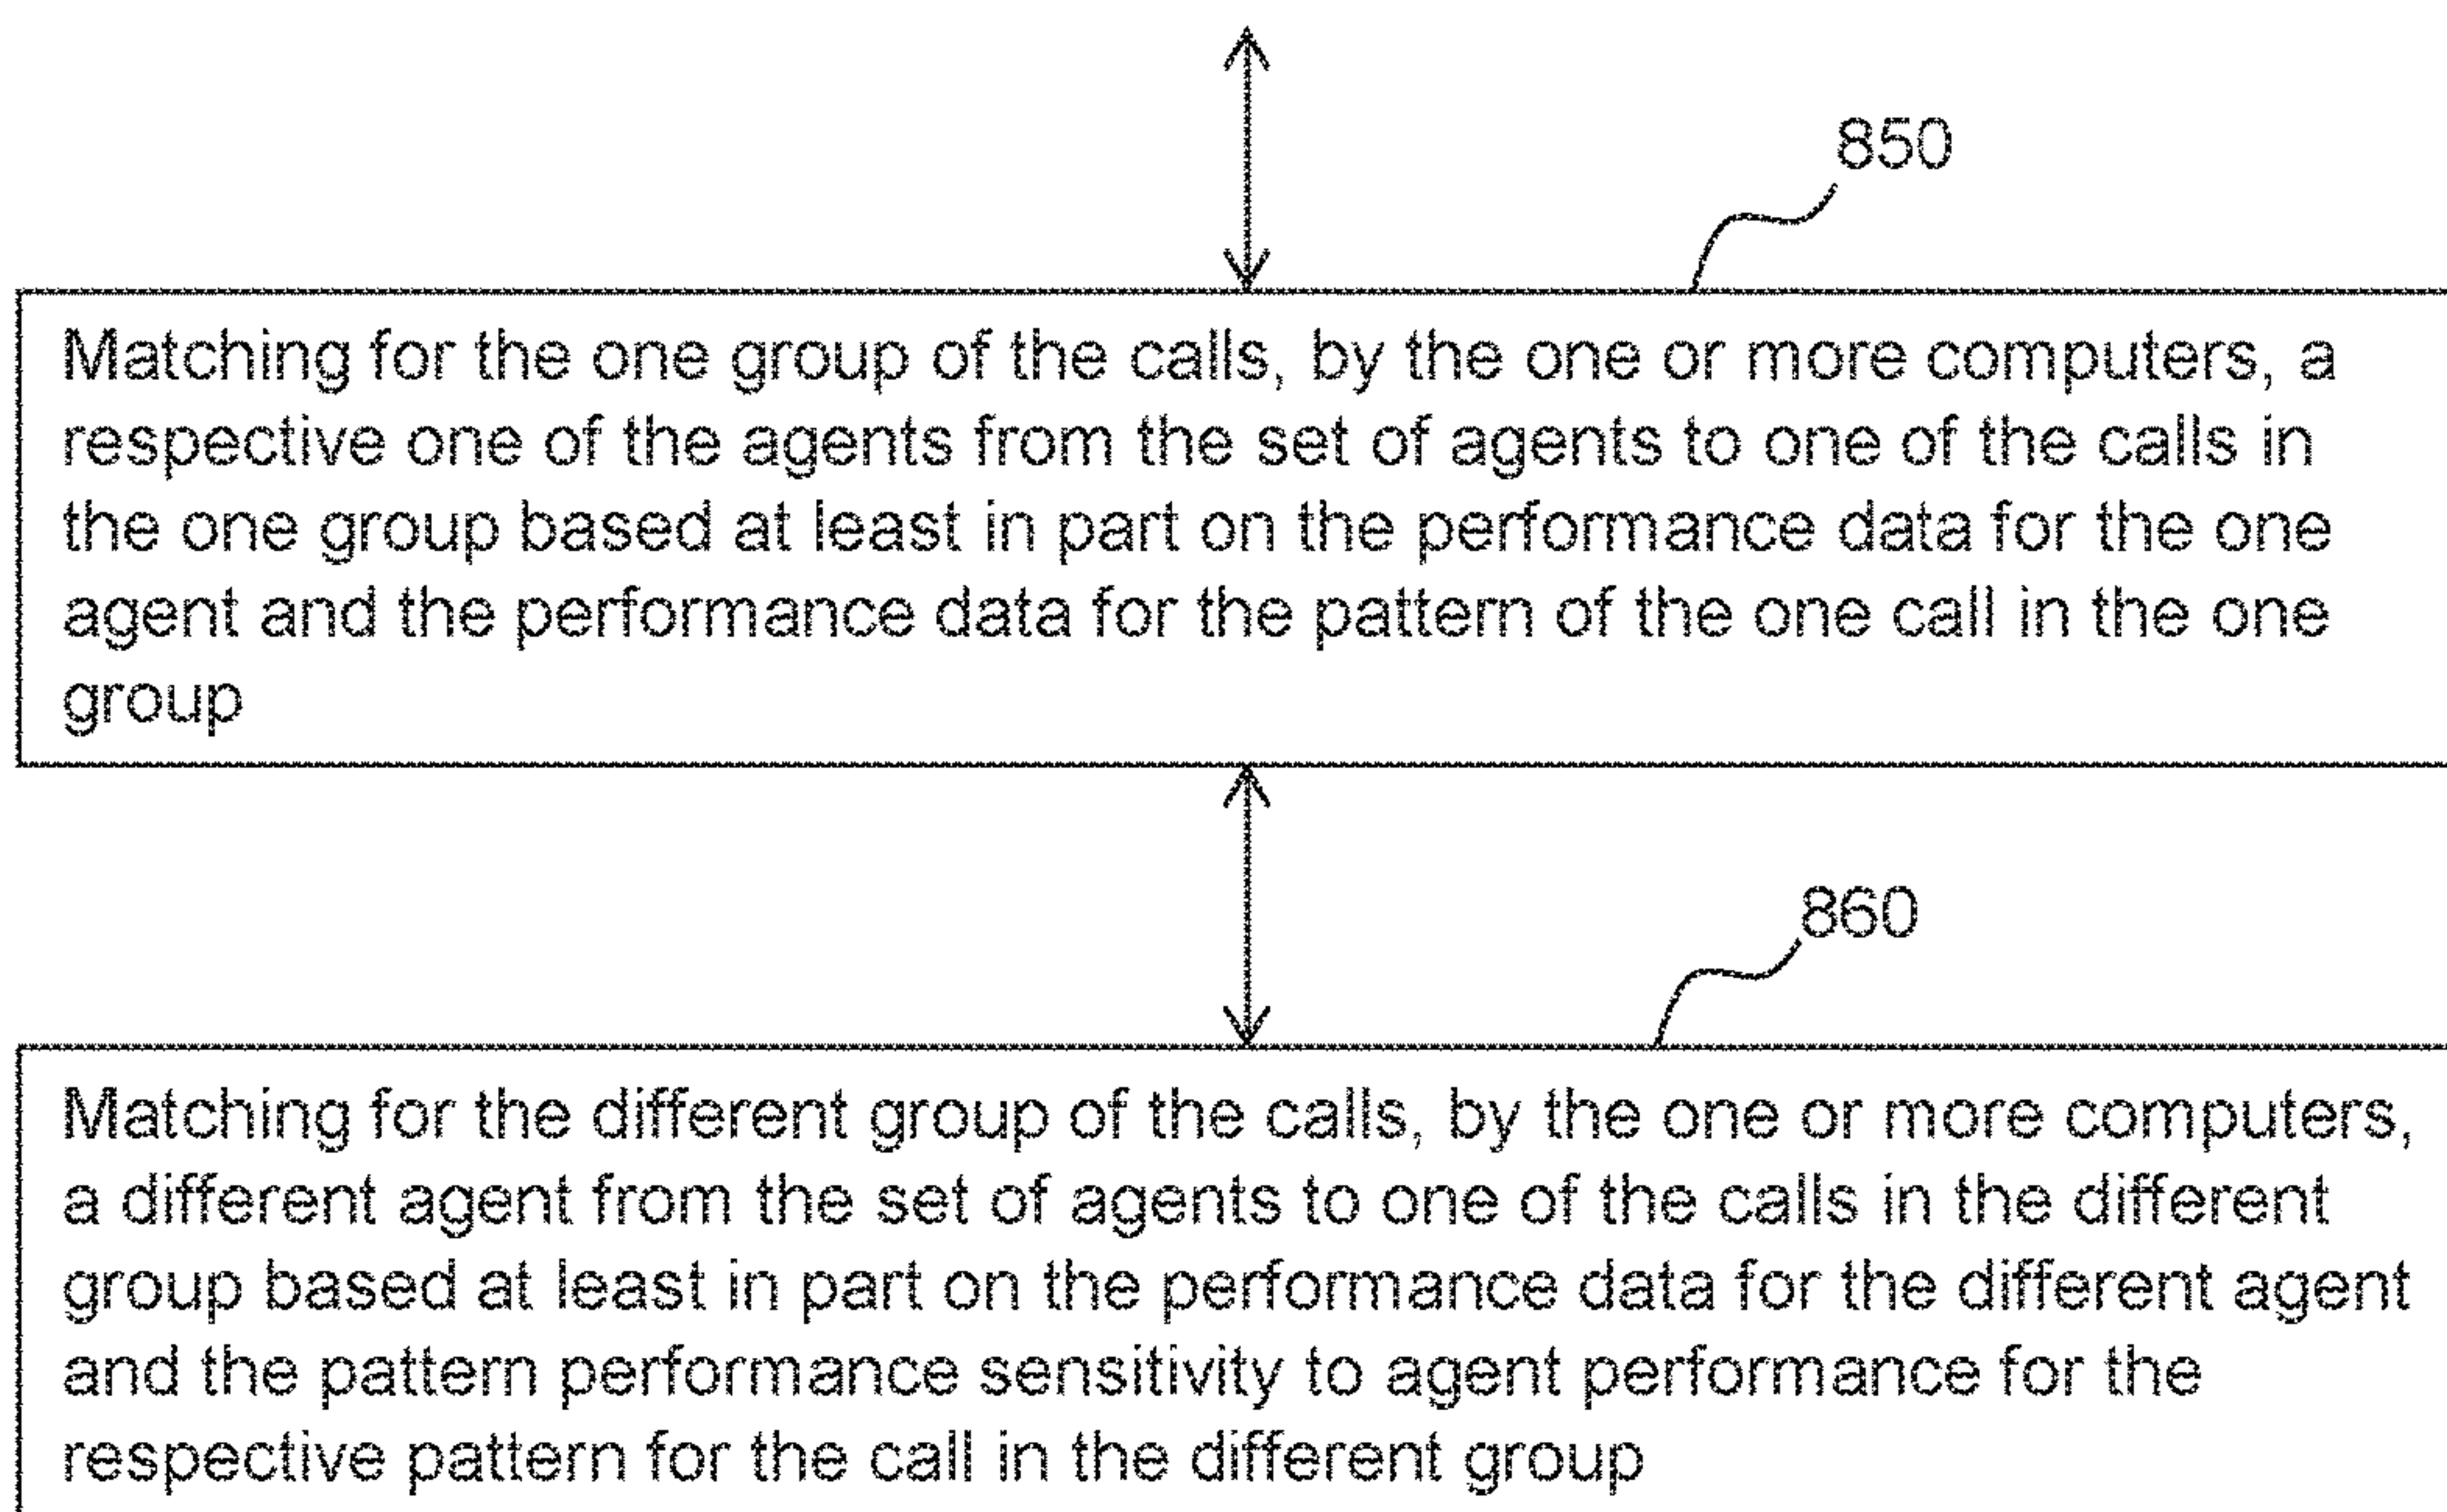 850
Matching for the one group of the calls, by the one or more computers, a
respective one of the agents from the set of agents to one of the calls in
the one group based at least in part on the performance data for the one
agent and the performance data for the pattern of the one call in the one
group
860
Matching for the different group of the calls, by the one or more computers,
a different agent from the set of agents to one of the calls in the different
group based at least in part on the performance data for the different agent
and the pattern performance sensitivity to agent performance for the
respective pattern for the call in the different group